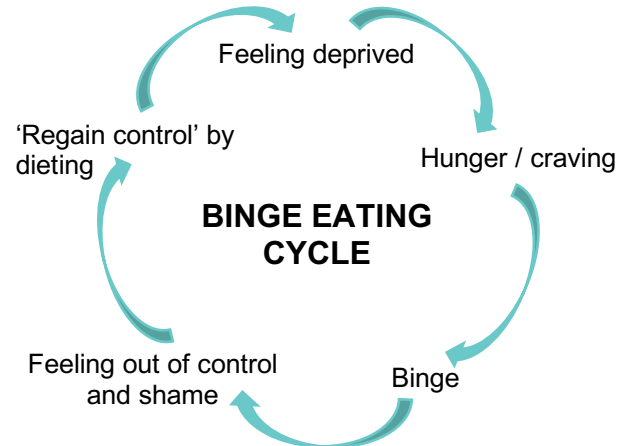 Feeling deprived
Hunger / craving
Binge
Feeling out of control
and shame
‘Regain control’ by
dieting
BINGE EATING
CYCLE